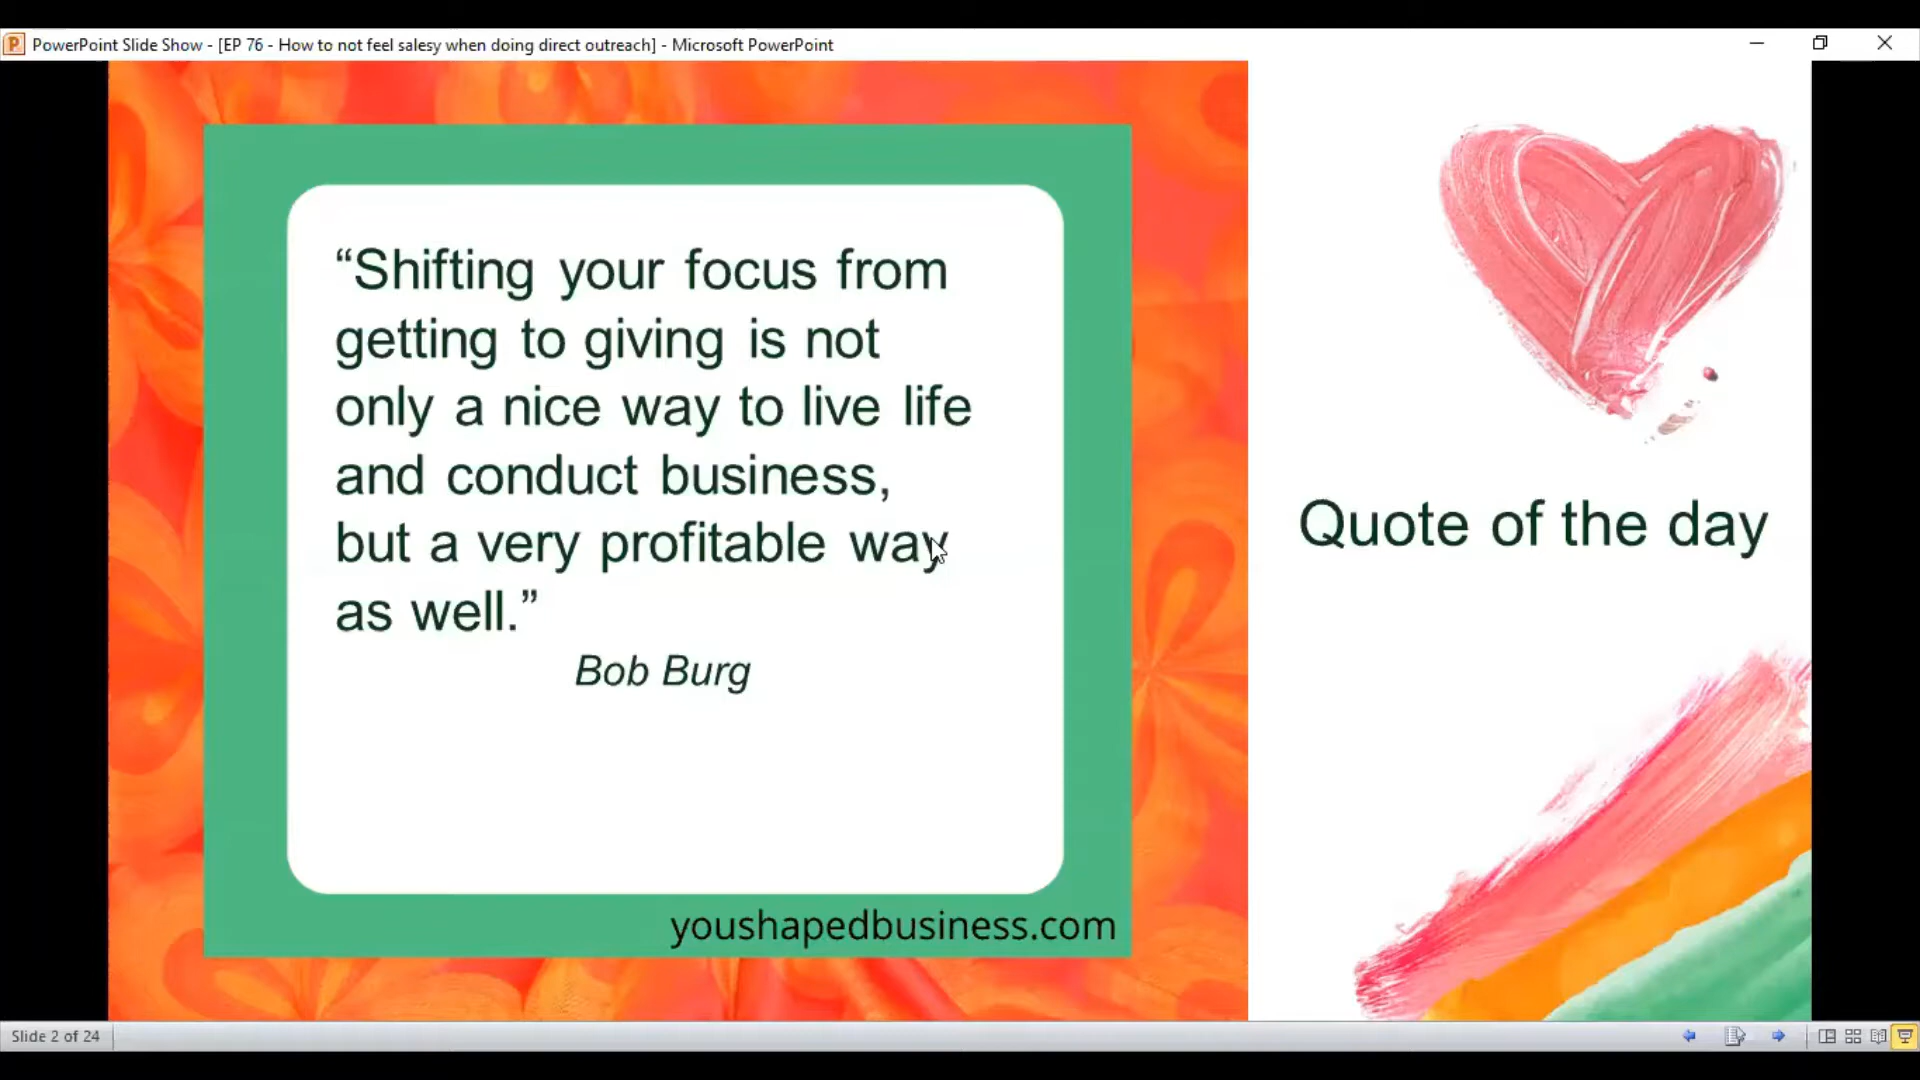 PowerPoint Slide Show - [EP 76 - How to not feel salesy when doing direct outreach] - Microsoft PowerPoint
“Shifting your focus from
getting to giving is not
only a nice way to live life
and conduct business,
but a very profitable way
as well.”
Bob Burg
youshapedbusiness.com
Quote of the day
Slide 2 of 24